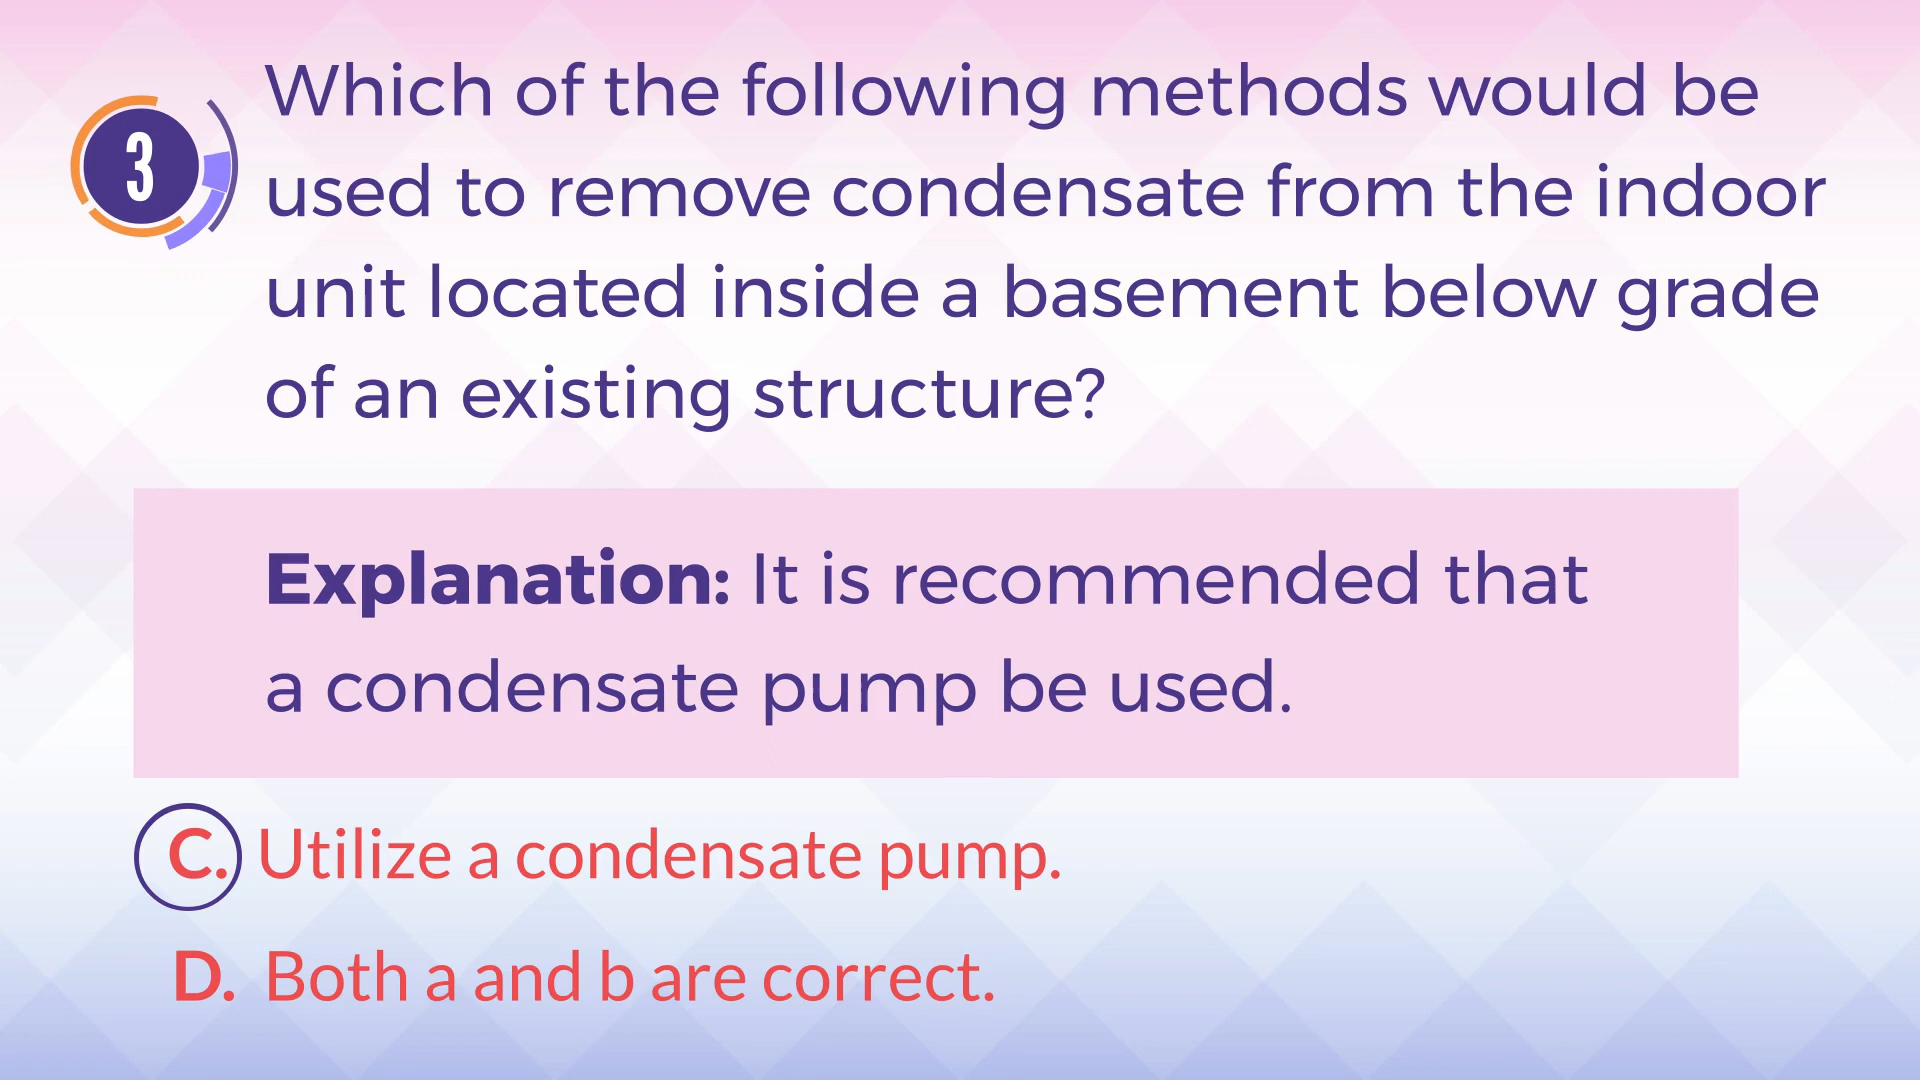 3
Which of the following methods would be
used to remove condensate from the indoor
unit located inside a basement below grade
of an existing structure?
Explanation: It is recommended that
a condensate pump be used.
C. Utilize a condensate pump.
D. Both a and b are correct.